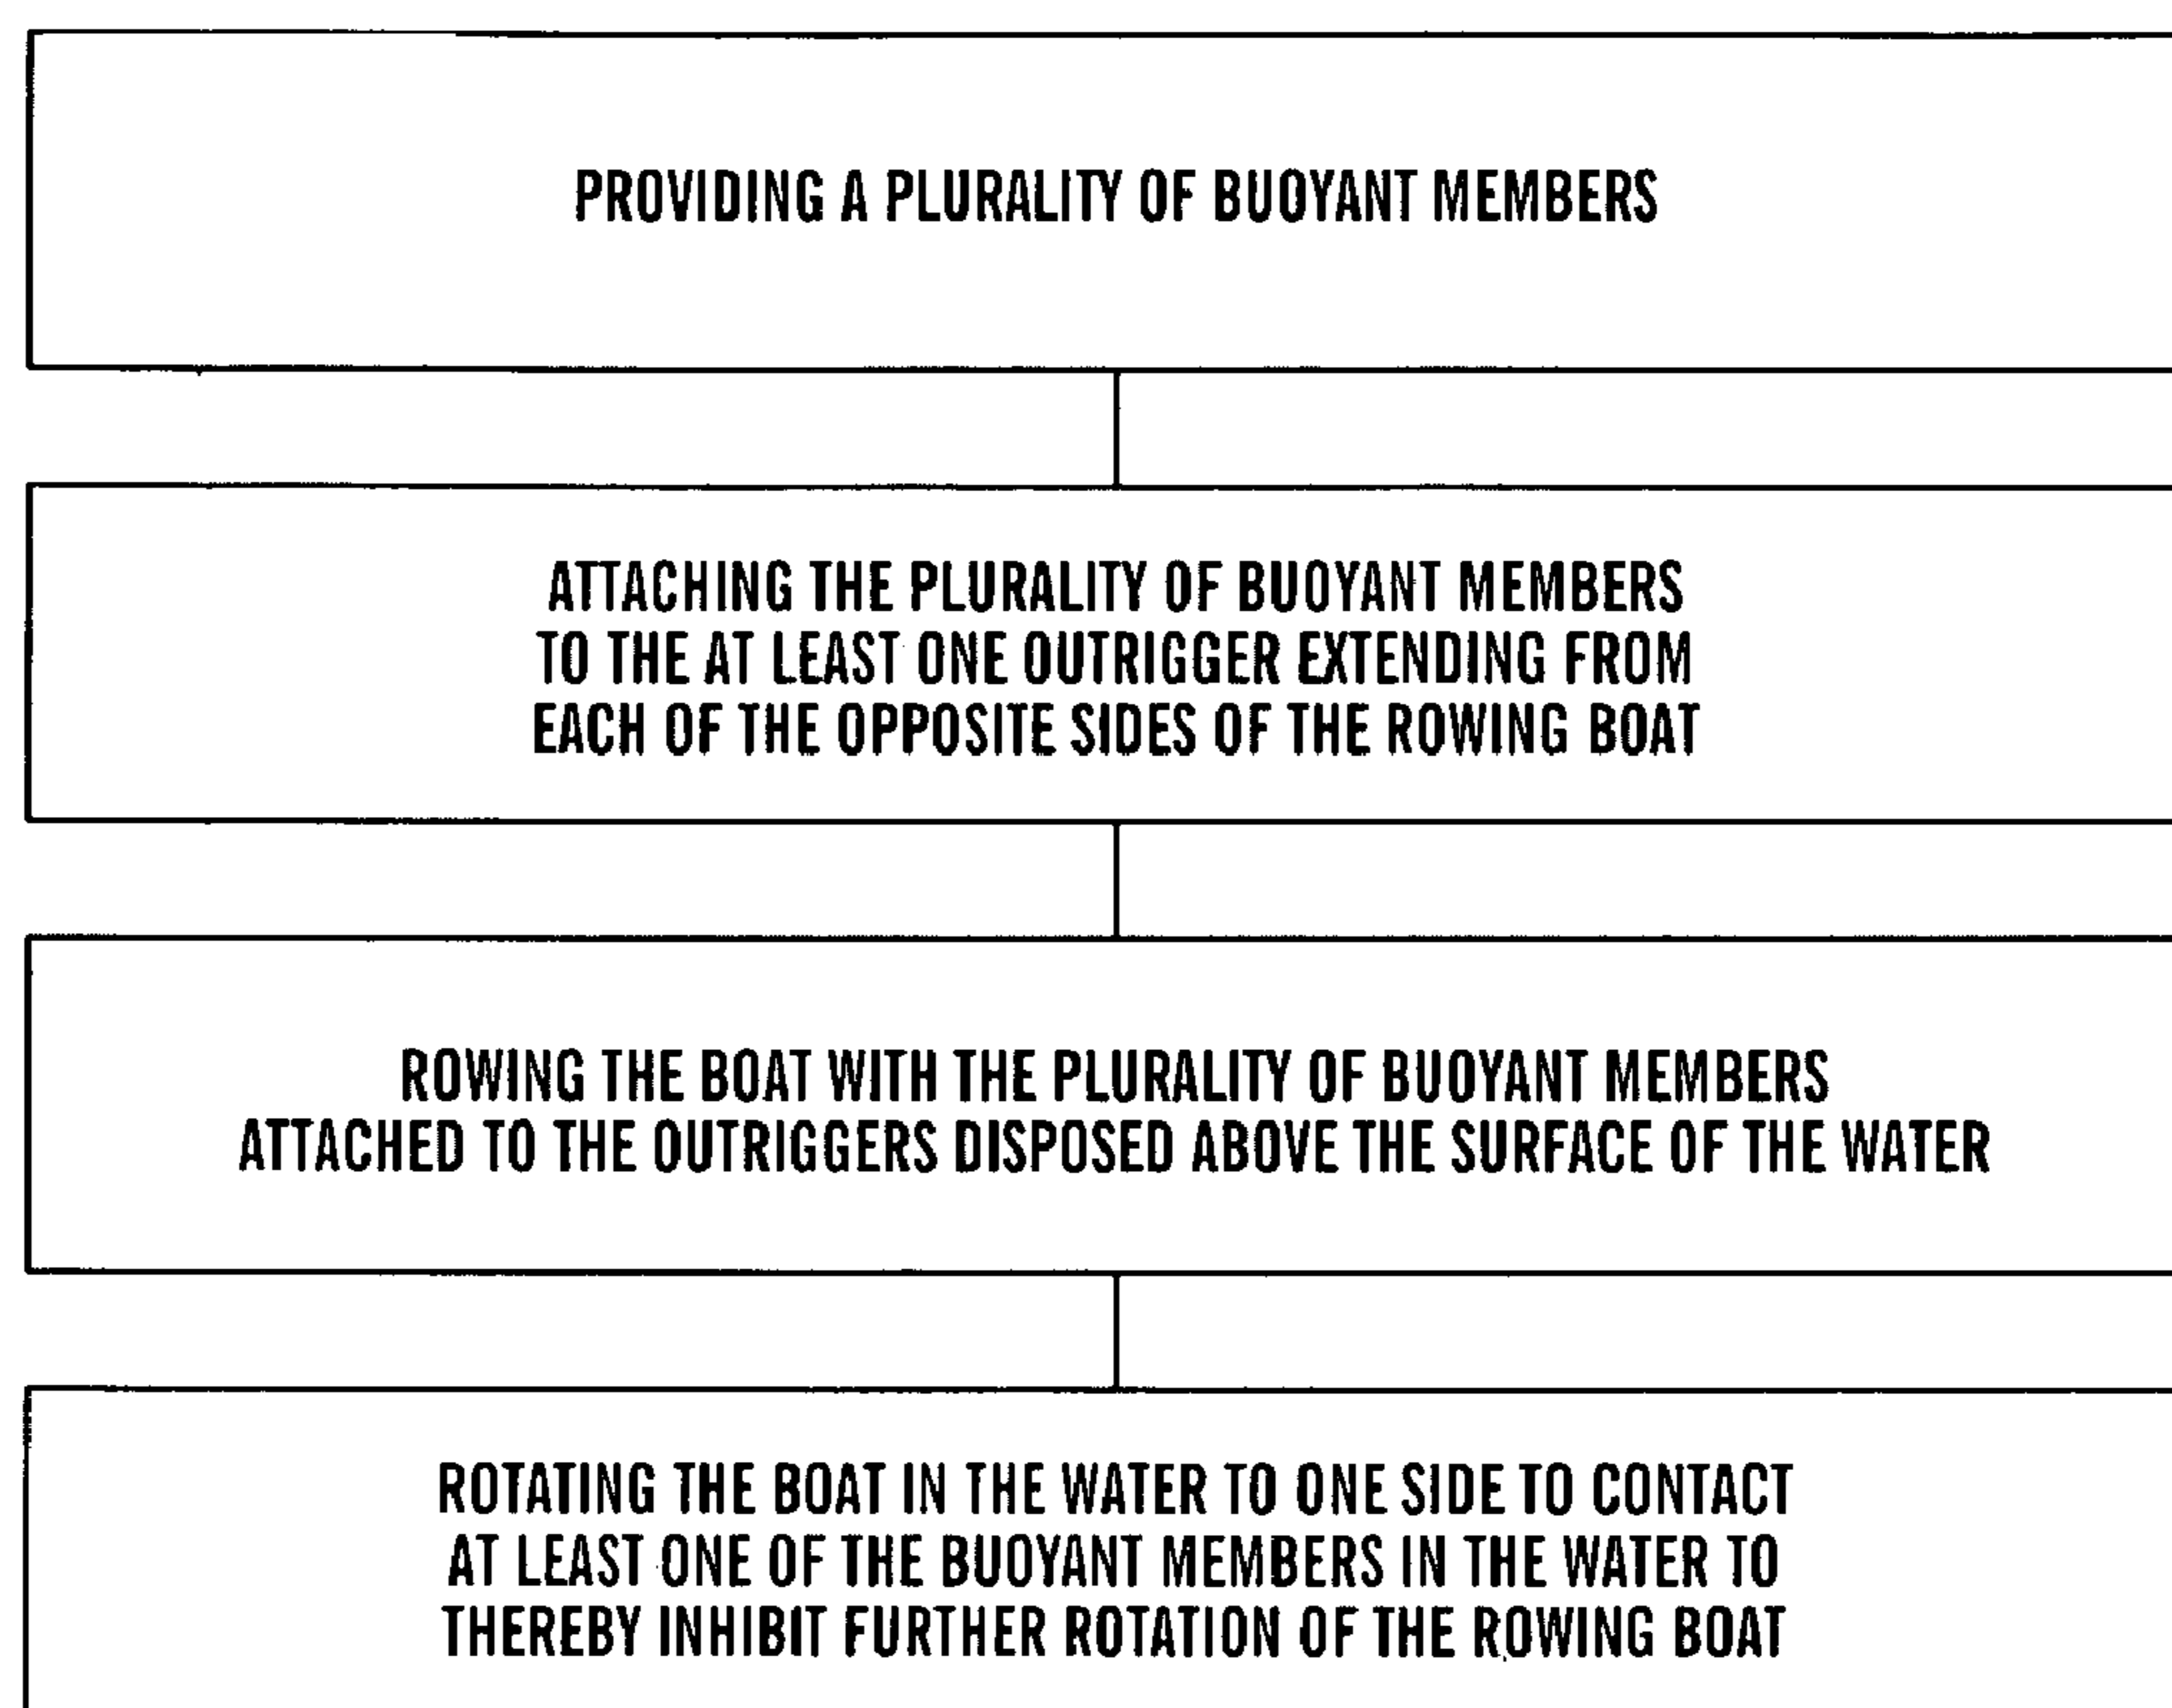 PROVIDING A PLURALITY OF BUOYANT MEMBERS
ATTACHING THE PLURALITY OF BUOYANT MEMBERS
TO THE AT LEAST ONE OUTRIGGER EXTENDING FROM
EACH OF THE OPPOSITE SIDES OF THE ROWING BOAT
ROWING THE BOAT WITH THE PLURALITY OF BUOYANT MEMBERS
ATTACHED TO THE OUTRIGGERS DISPOSED ABOVE THE SURFACE OF THE WATER
ROTATING THE BOAT IN THE WATER TO ONE SIDE TO CONTACT
AT LEAST ONE OF THE BUOYANT MEMBERS IN THE WATER TO
THEREBY INHIBIT FURTHER ROTATION OF THE ROWING BOAT